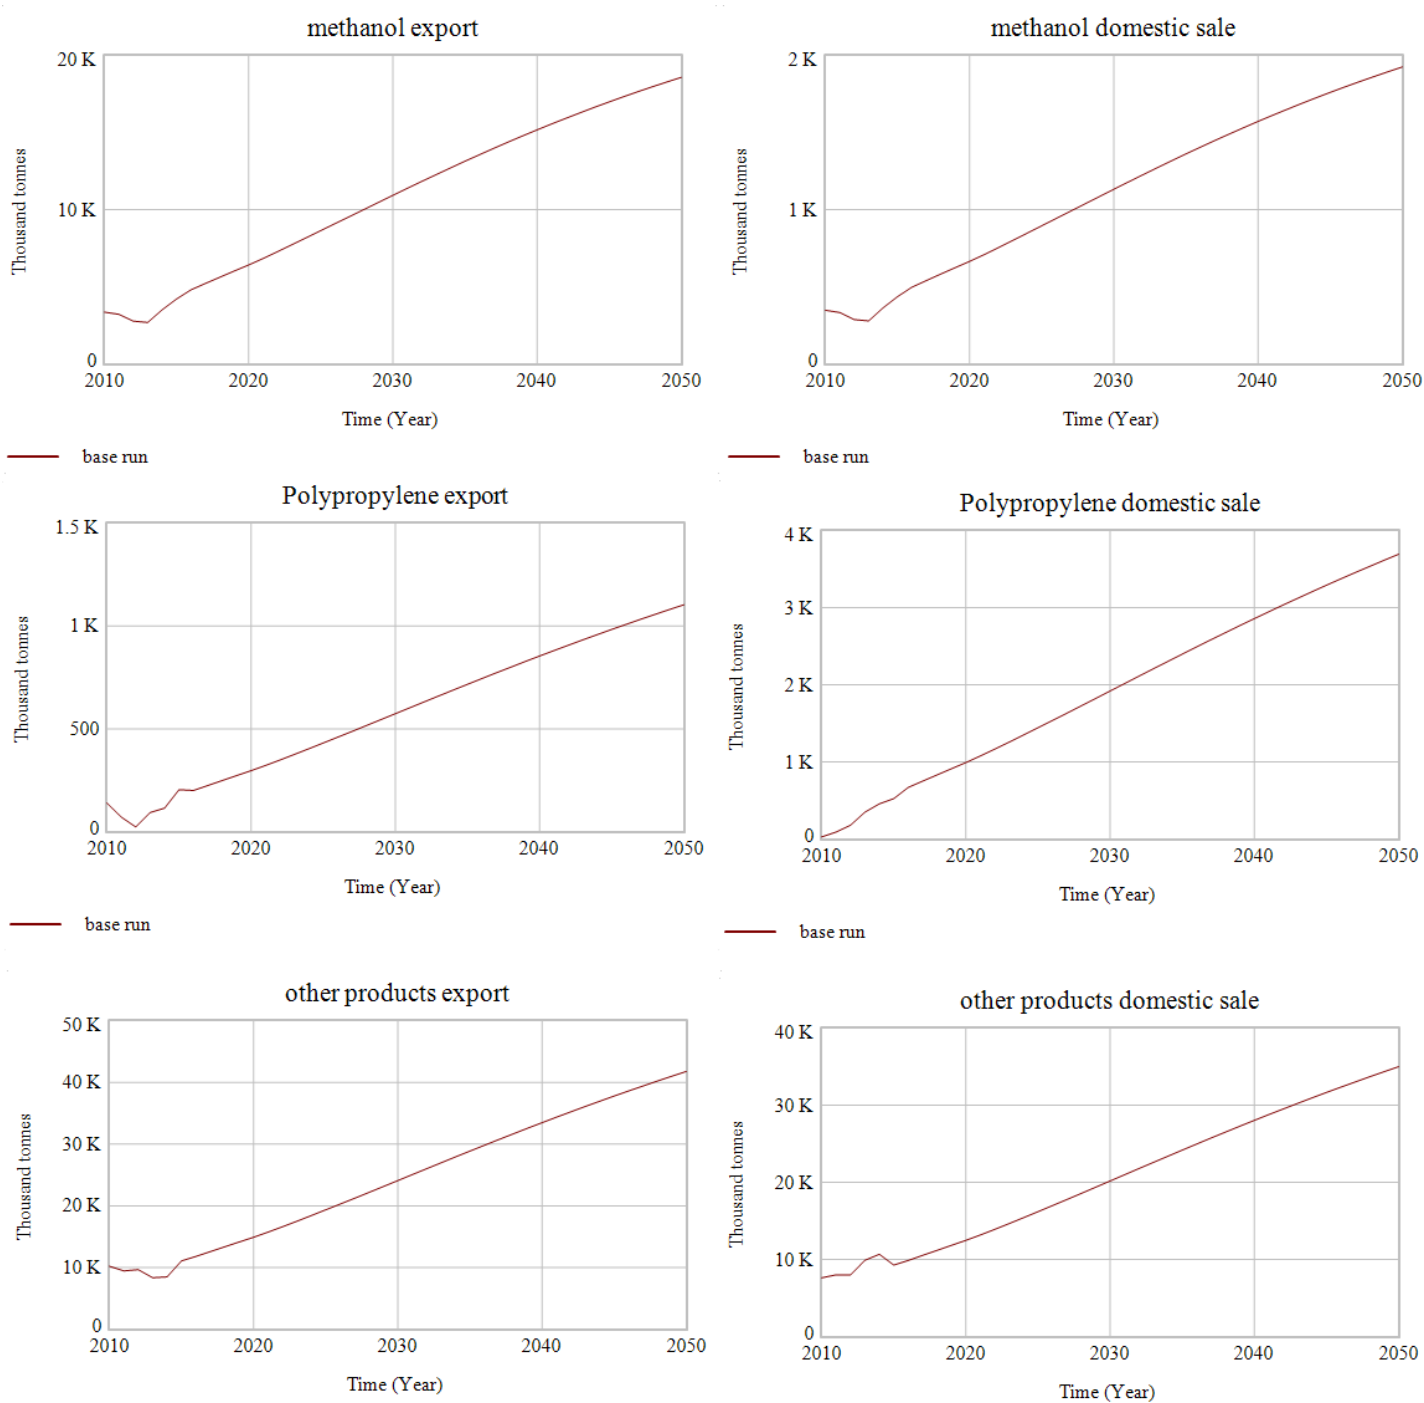 methanol export
20 K
10 K
0
Thousand tonnes
2010 2020 2030 2040 2050
Time (Year)
base run
methanol domestic sale
2 K
1 K
0
Thousand tonnes
2010 2020 2030 2040 2050
Time (Year)
base run
Polypropylene export
1.5 K
1 K
500
0
Thousand tonnes
2010 2020 2030 2040 2050
Time (Year)
base run
Polypropylene domestic sale
4 K
3 K
2 K
1 K
0
Thousand tonnes
2010 2020 2030 2040 2050
Time (Year)
base run
other products export
50 K
40 K
30 K
20 K
10 K
0
Thousand tonnes
2010 2020 2030 2040 2050
Time (Year)
other products domestic sale
40 K
30 K
20 K
10 K
0
Thousand tonnes
2010 2020 2030 2040 2050
Time (Year)